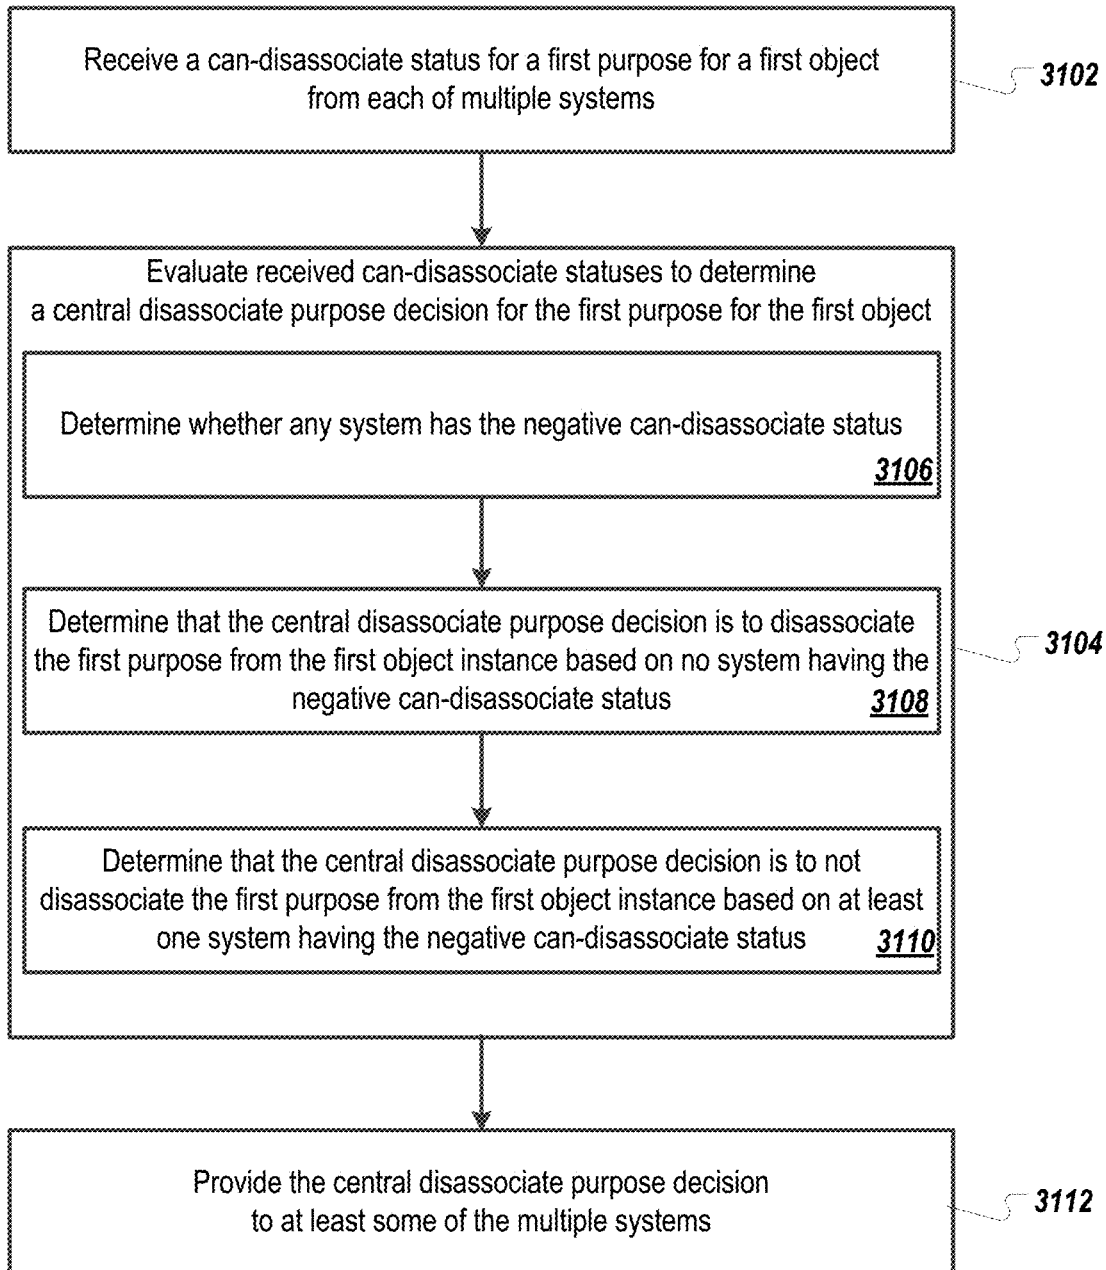 Receive a can-disassociate status for a first purpose for a first object
from each of multiple systems
3102
Evaluate received can-disassociate statuses to determine
a central disassociate purpose decision for the first purpose for the first object
Determine whether any system has the negative can-disassociate status
3106
Determine that the central disassociate purpose decision is to disassociate
the first purpose from the first object instance based on no system having the
negative can-disassociate status
3108
3104
Determine that the central disassociate purpose decision is to not
disassociate the first purpose from the first object instance based on at least
one system having the negative can-disassociate status
3110
Provide the central disassociate purpose decision
to at least some of the multiple systems
3112